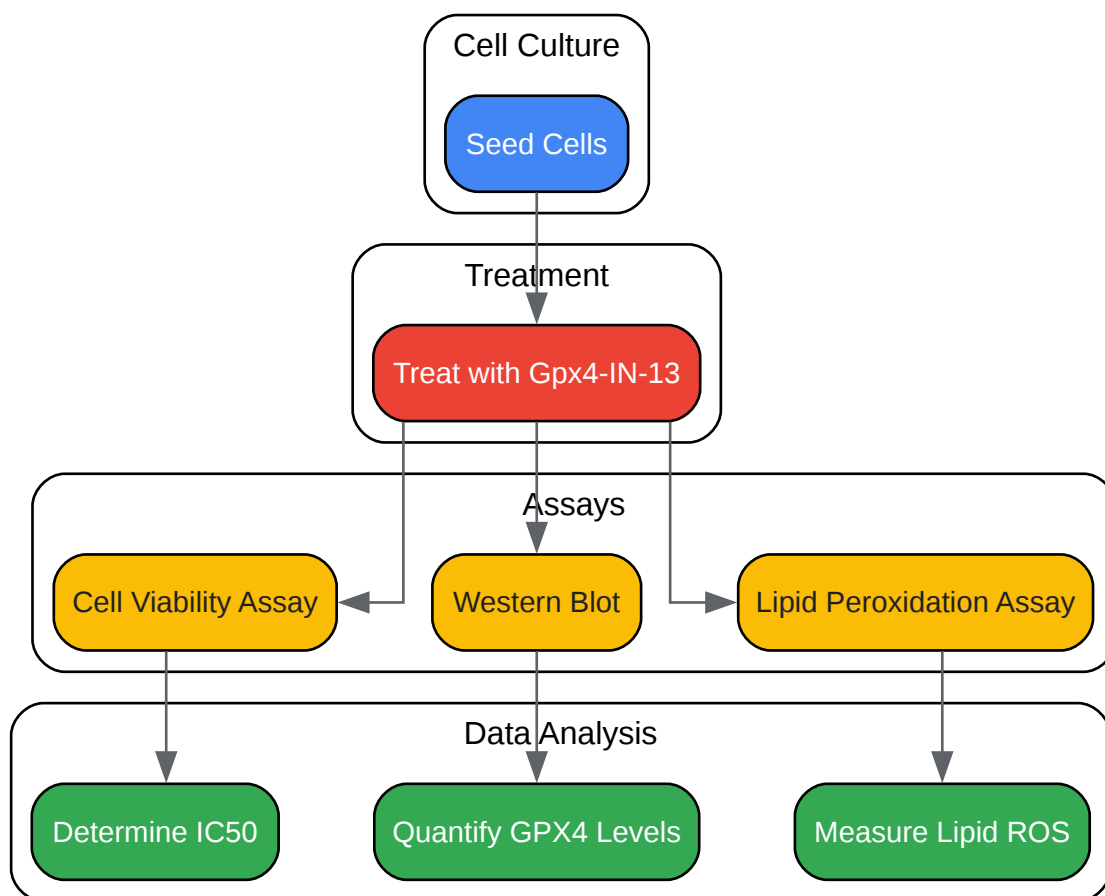 Cell Culture
Seed Cells
Treatment
Treat with Gpx4-IN-13
Assays
Cell Viability Assay
Western Blot
Lipid Peroxidation Assay
Data Analysis
Determine IC50
Quantify GPX4 Levels
Measure Lipid ROS